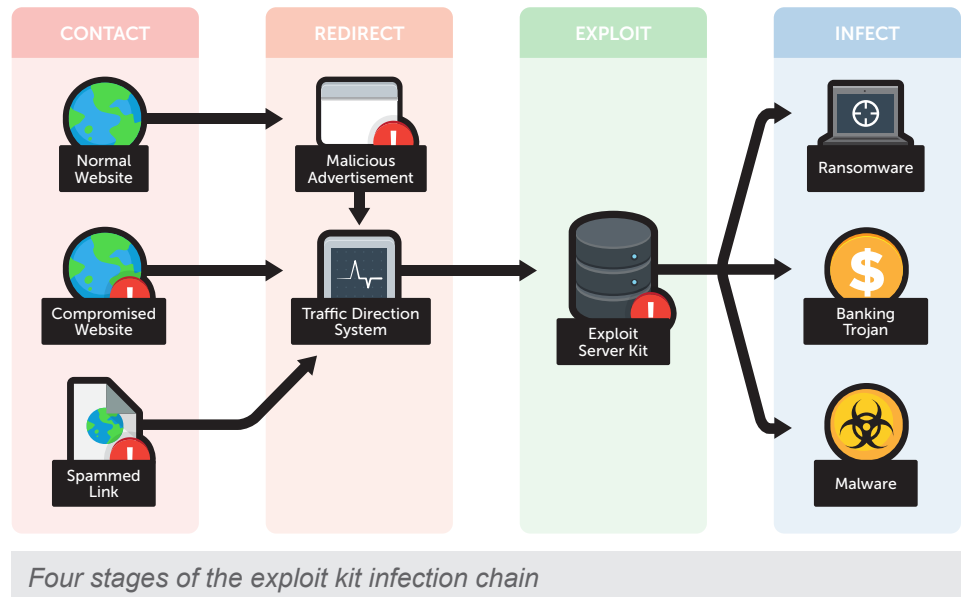 CONTACT
REDIRECT
EXPLOIT
INFECT
Normal
Website
Malicious
Advertisement
Ransomware
Compromised
Website
Traffic Direction
System
Exploit
Server Kit
Banking
Trojan
Spammed
Link
Malware
Four stages of the exploit kit infection chain